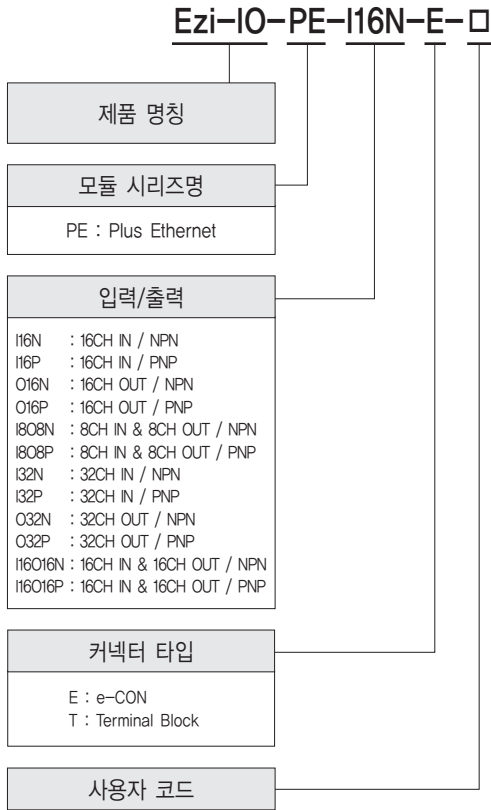 Ezi-IO-PE-I16N-E-□
제품 명칭
모듈 시리즈명
PE : Plus Ethernet
입력/출력
I16N : 16CH IN / NPN
I16P : 16CH IN / PNP
O16N : 16CH OUT / NPN
O16P : 16CH OUT / PNP
I8O8N : 8CH IN & 8CH OUT / NPN
I8O8P : 8CH IN & 8CH OUT / PNP
I32N : 32CH IN / NPN
I32P : 32CH IN / PNP
O32N : 32CH OUT / NPN
O32P : 32CH OUT / PNP
I16O16N : 16CH IN & 16CH OUT / NPN
I16O16P : 16CH IN & 16CH OUT / PNP
커넥터 타입
E : e-CON
T : Terminal Block
사용자 코드